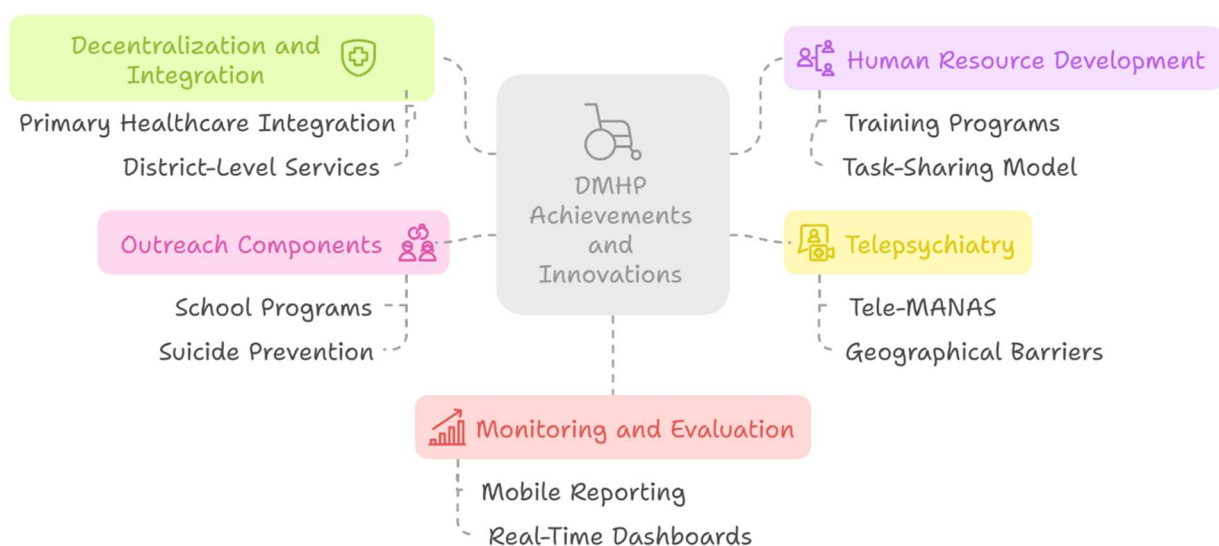 Decentralization and
Integration
Primary Healthcare Integration
District-Level Services
Outreach Components
School Programs
Suicide Prevention
DMHP
Achievements
and
Innovations
Human Resource Development
Training Programs
Task-Sharing Model
Telepsychiatry
Tele-MANAS
Geographical Barriers
Monitoring and Evaluation
Mobile Reporting
Real-Time Dashboards